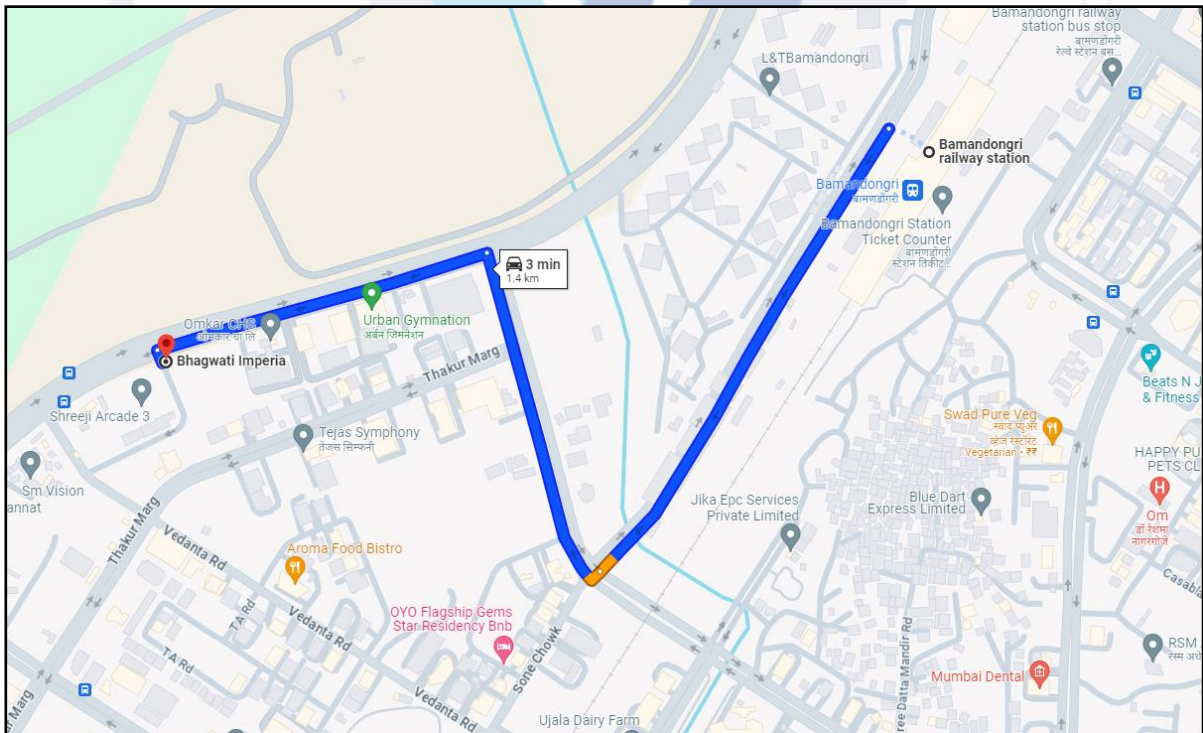 Bamandongri railway
station bus stop
बामणडोंगरी
रेल्वे स्टेशन बस...
L&TBamandongri
Bamandongri
railway station
Bamandongri
बामणडोंगरी
Bamandongri Station
Ticket Counter
बामणडोंगरी
स्टेशन तिकीट...
3 min
1.4 km
Omkar CHS
Urban Gymnation
अर्बन जिमनेशन
Bhagwati Imperia
Thakur Marg
Shreeji Arcade 3
Tejas Symphony
तेजस सिम्फनी
Beats N J
& Fitness
Swad Pure Veg
स्वाद प्युअर
व्हेज रेस्टॉरंट
Vegetarian • ₹₹
HAPPY PU
PETS CL
Sm Vision
annat
Jika Epc Services
Private Limited
Blue Dart
Express Limited
Om
डॉ रेशमा
नागरगोजे
Thakur Marg
Vedanta Rd
Aroma Food Bistro
Casabla
TA Rd
Vedanta Rd
OYO Flagship Gems
Star Residency Bnb
Sone Chowk
TA Rd
ree Datta Mandir Rd
RSM
Mumbai Dental
Vedanta Rd
Ujala Dairy Farm
ur Marg